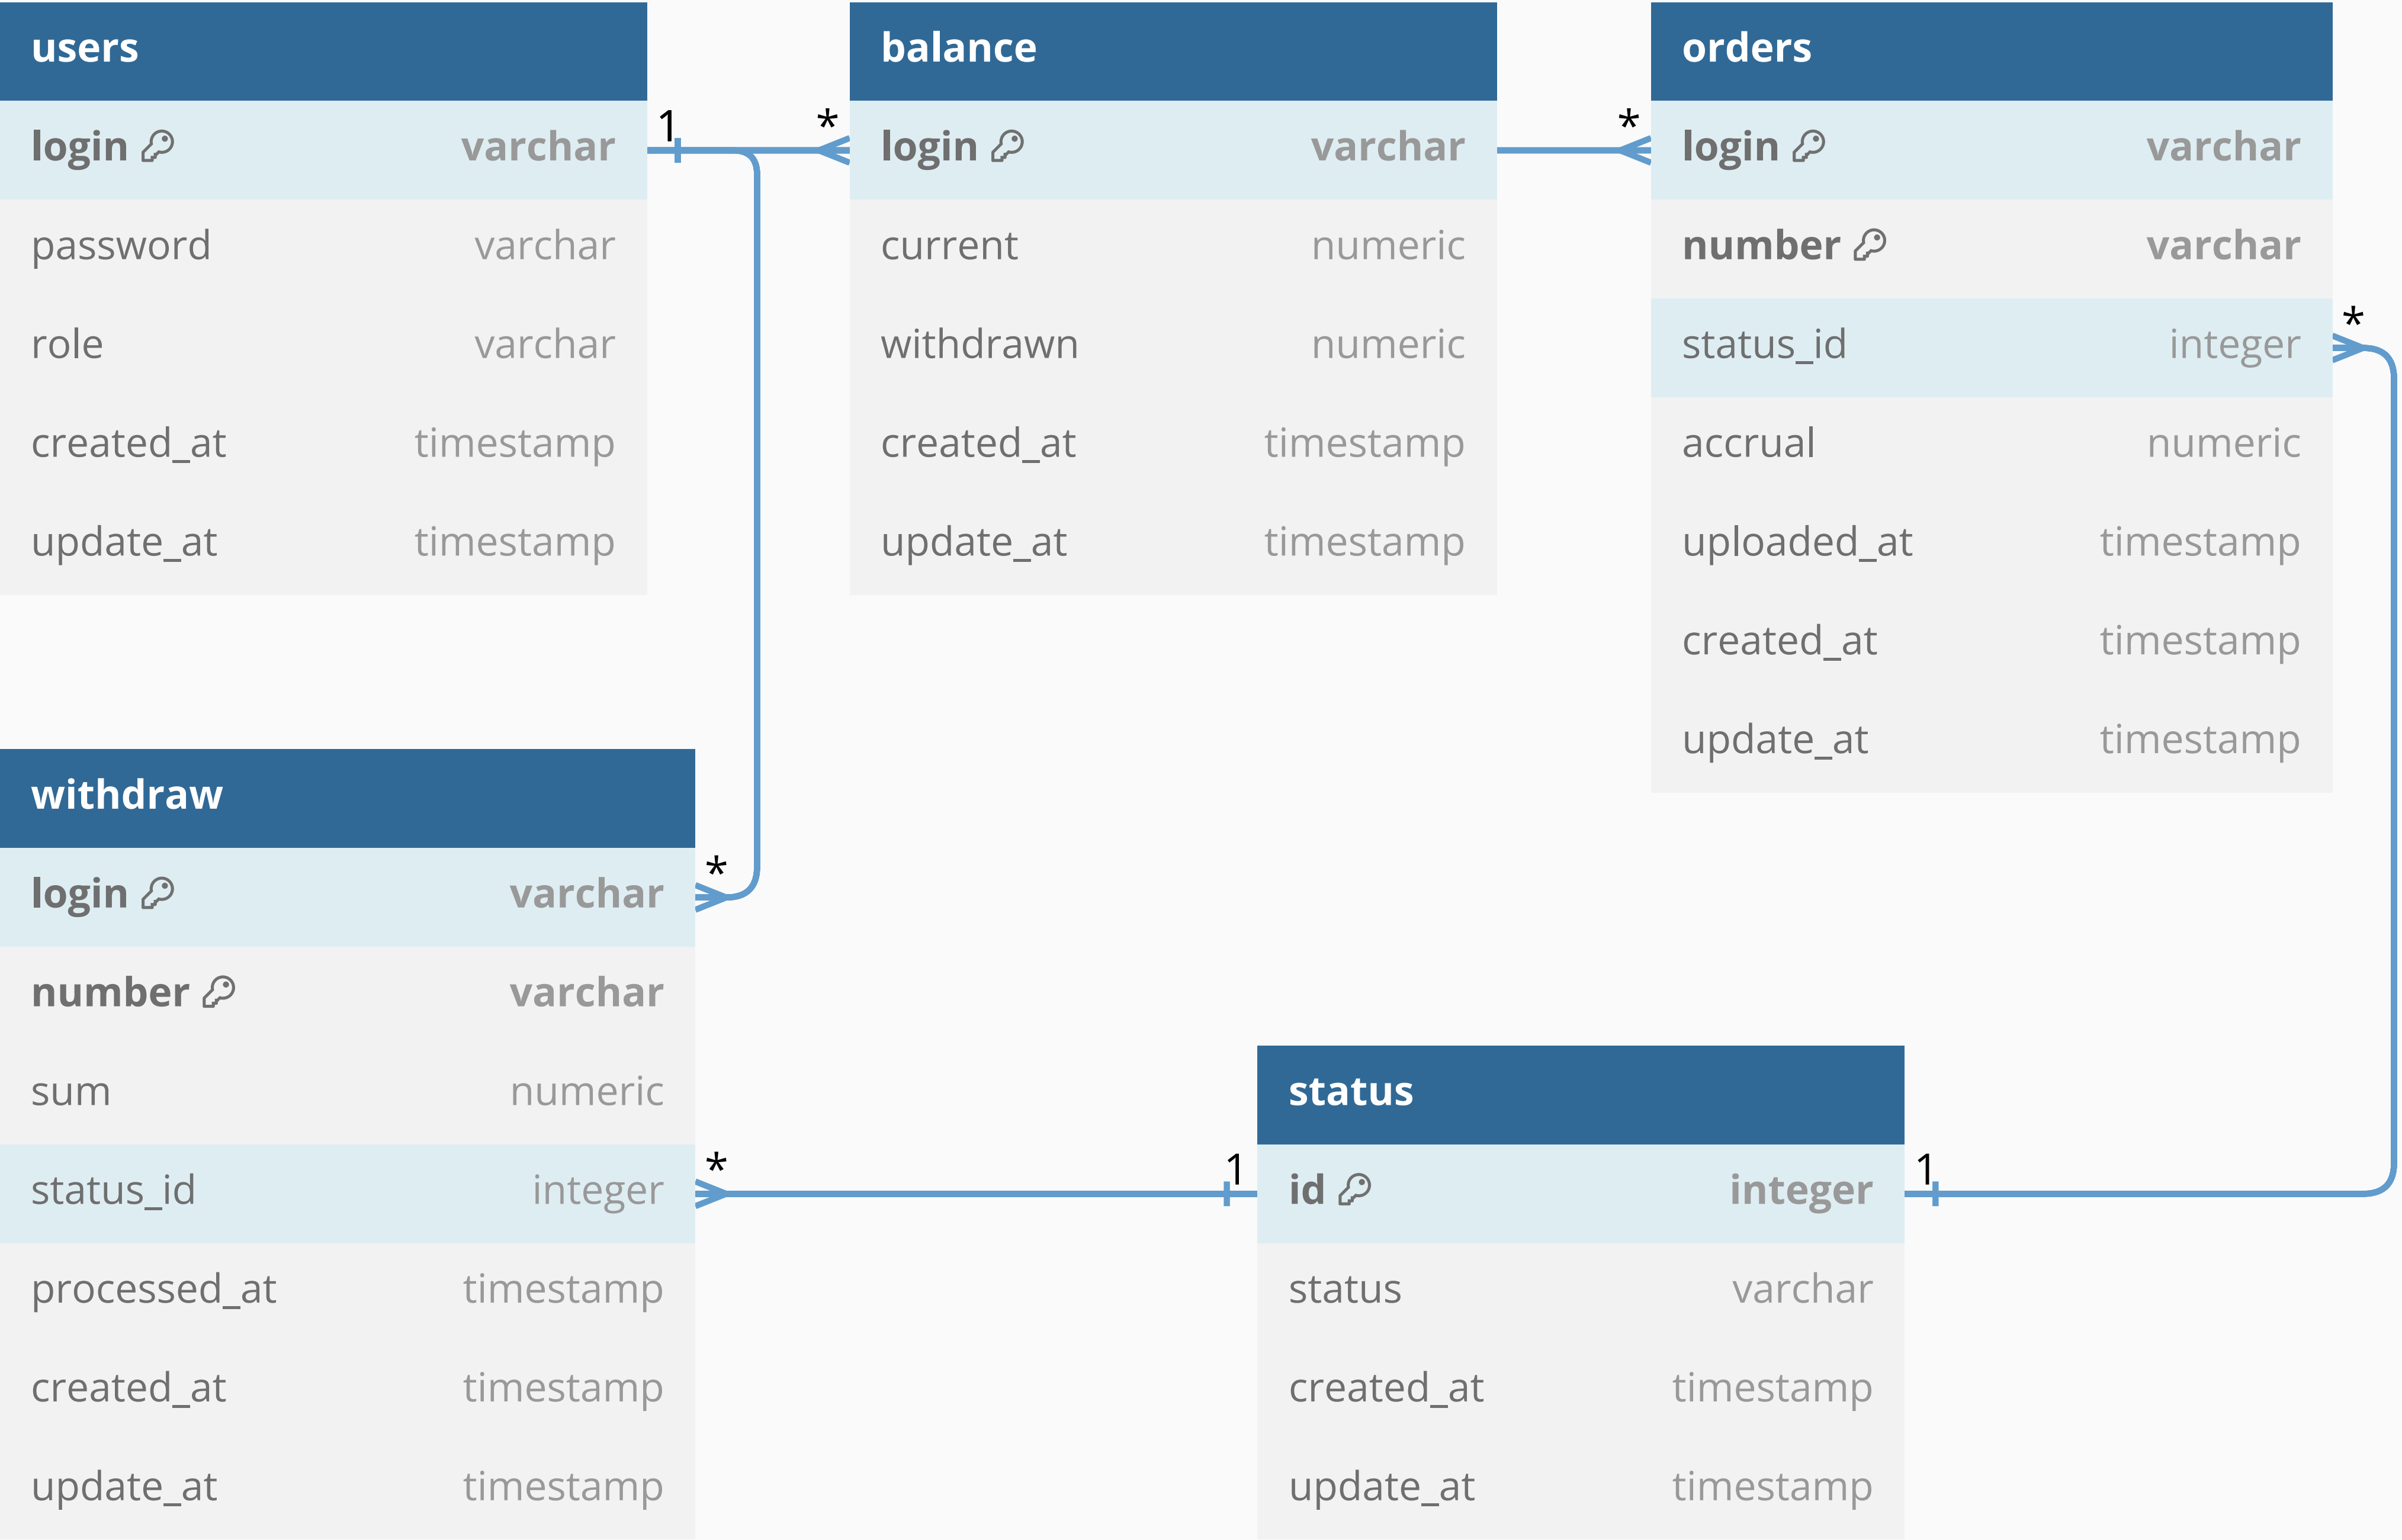 users
login varchar
password varchar
role varchar
created_at timestamp
update_at timestamp
1 *
balance
login varchar
current numeric
withdrawn numeric
created_at timestamp
update_at timestamp
*
orders
login varchar
number varchar
status_id integer
accrual numeric
uploaded_at timestamp
created_at timestamp
update_at timestamp
*
withdraw
login varchar
number varchar
sum numeric
status_id integer
processed_at timestamp
created_at timestamp
update_at timestamp
*
* 1
status
id integer
status varchar
created_at timestamp
update_at timestamp
1